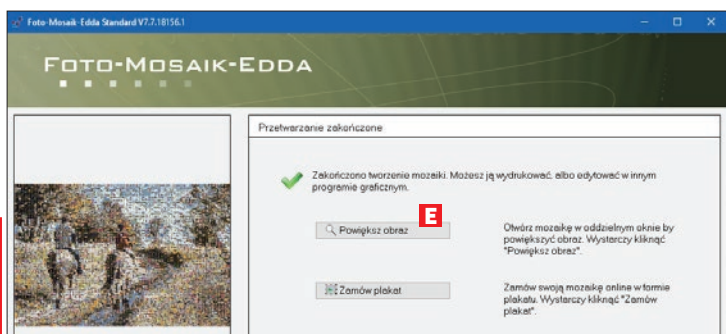 Foto-Mosaik-Edda Standard V7.7.18156.1
FOTO-MOSAIK-EDDA
Przetwarzanie zakończone
Zakończono tworzenie mozaiki. Możesz ją wydrukować, albo edytować w innym
programie graficznym.
Powiększ obraz
E
Otwórz mozaikę w oddzielnym oknie by
powiększyć obraz. Wystarczy kliknąć
"Powiększ obraz".
Zamów plakat
Zamów swoją mozaikę online w formie
plakatu. Wystarczy kliknąć "Zamów
plakat".